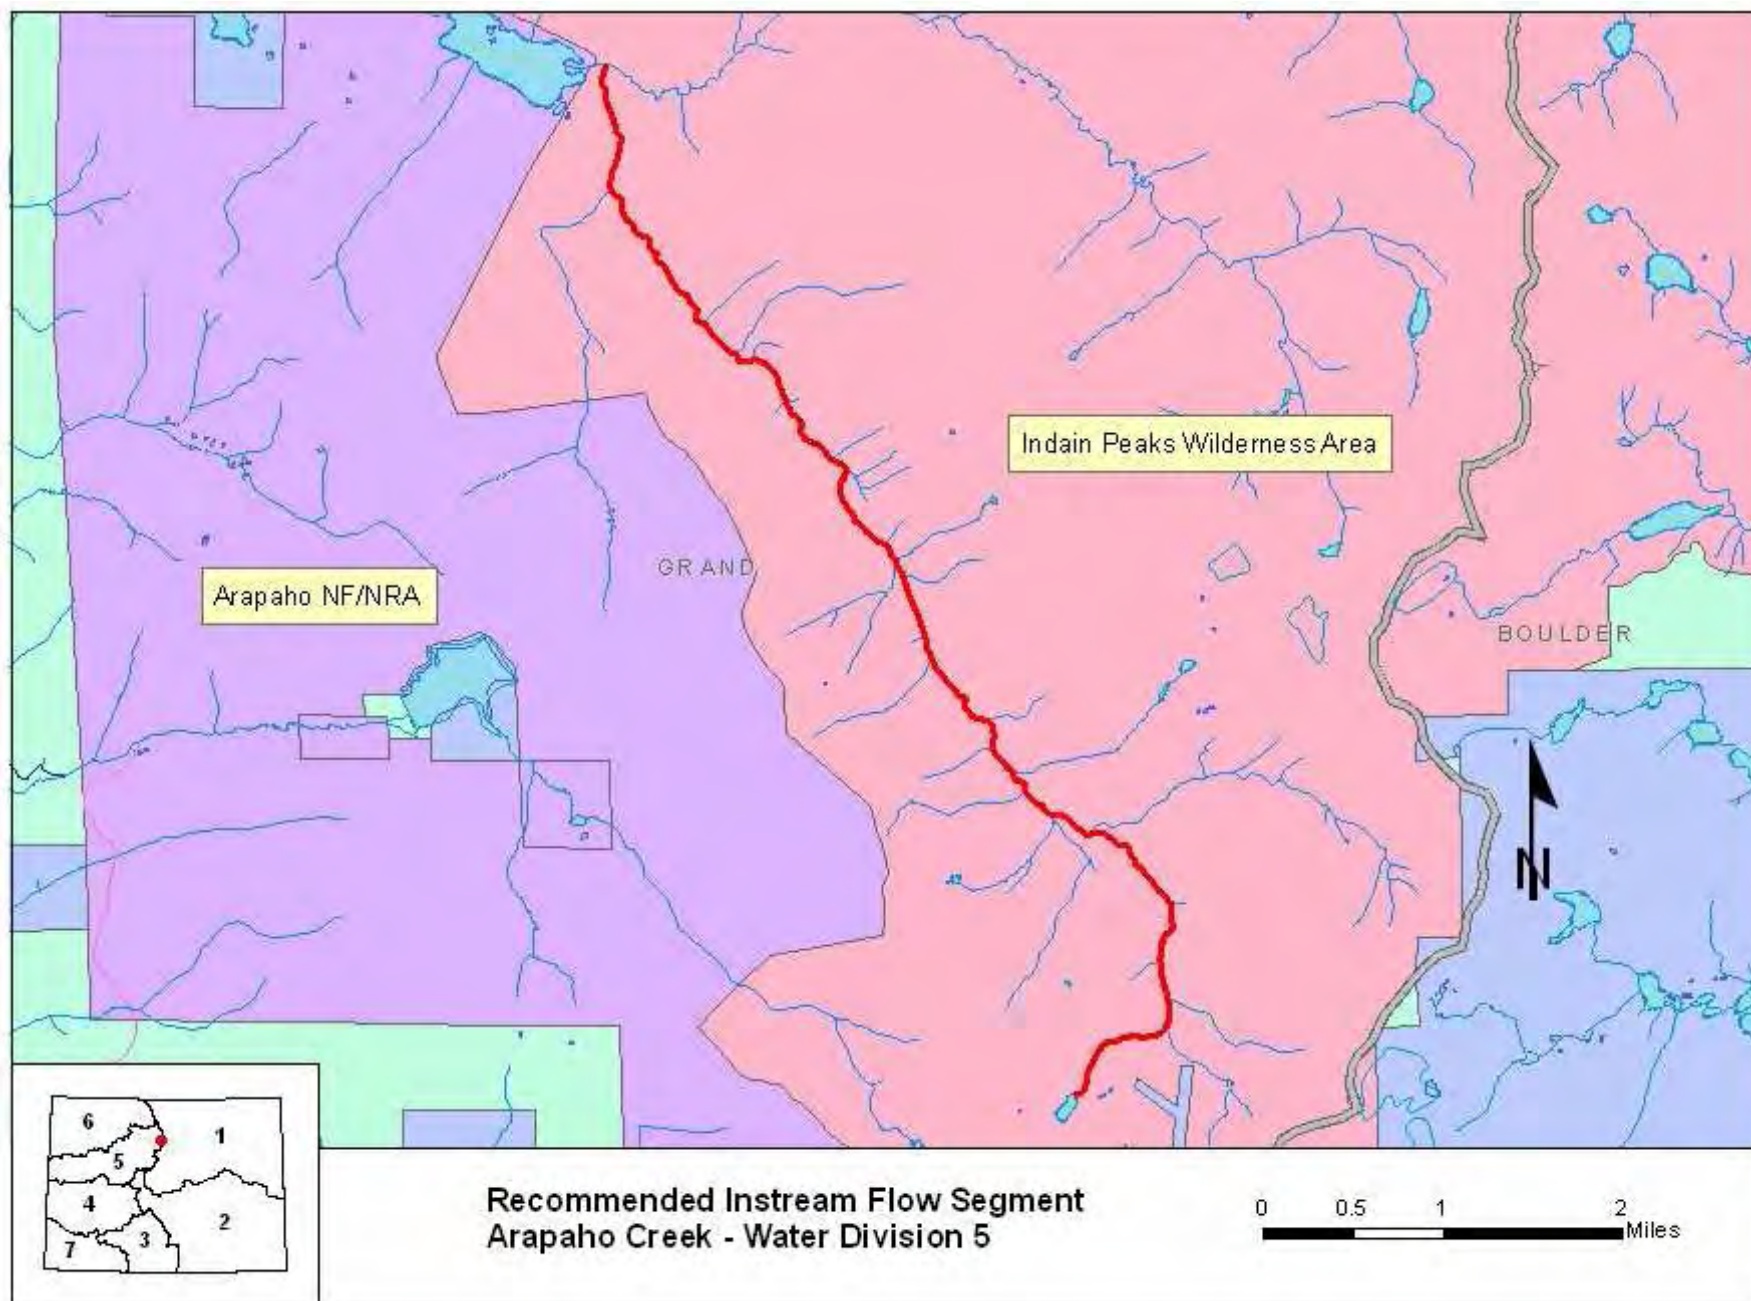 Indain Peaks Wilderness Area
GRAND
Arapaho NF/NRA
BOULDER
N
6
1
5
4
2
3
7
Recommended Instream Flow Segment
Arapaho Creek - Water Division 5
0 0.5 1 2
Miles